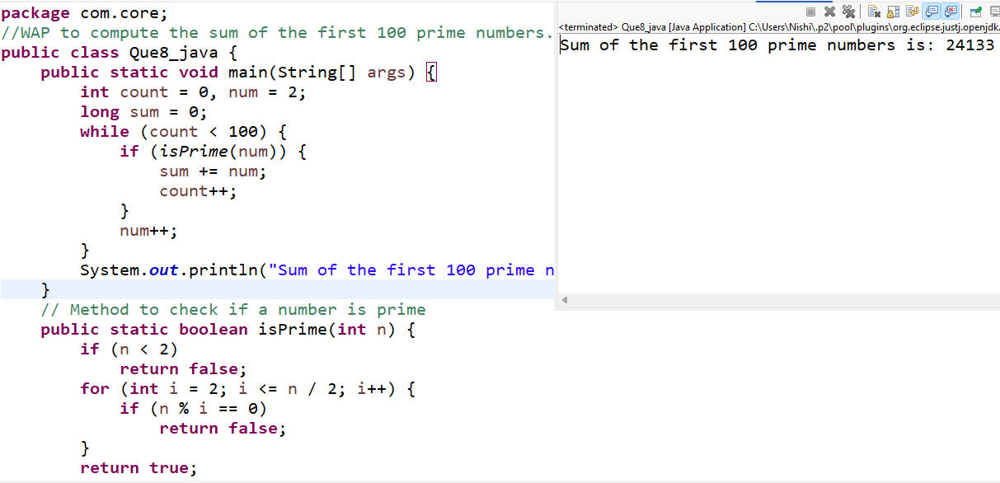 package com.core;
//WAP to compute the sum of the first 100 prime numbers.
public class Que8_java {
    public static void main(String[] args) {
        int count = 0, num = 2;
        long sum = 0;
        while (count < 100) {
            if (isPrime(num)) {
                sum += num;
                count++;
            }
            num++;
        }
        System.out.println("Sum of the first 100 prime n
    }
    // Method to check if a number is prime
    public static boolean isPrime(int n) {
        if (n < 2)
            return false;
        for (int i = 2; i <= n / 2; i++) {
            if (n % i == 0)
                return false;
        }
        return true;
<terminated> Que8_java [Java Application] C:\Users\Nishi\.p2\pool\plugins\org.eclipse.justj.openjdk.
Sum of the first 100 prime numbers is: 24133